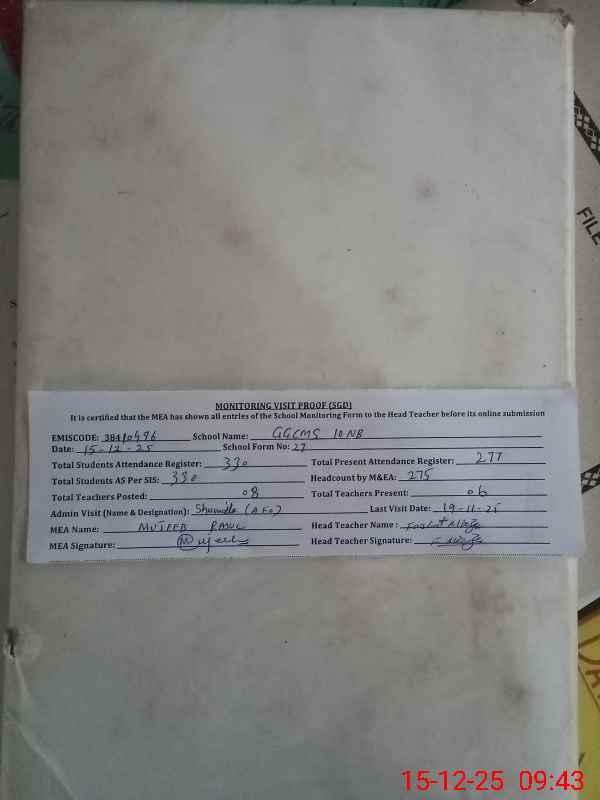 FILE
MONITORING VISIT PROOF (SGD)
It is certified that the MEA has shown all entries of the School Monitoring Form to the Head Teacher before its online submission
EMISCODE: 38410496 School Name: GGCMS 10NB
Date: 15-12-25 School Form No: 27
Total Students Attendance Register: 330 Total Present Attendance Register: 277
Total Students AS Per SIS: 330 Headcount by M&EA: 275
Total Teachers Posted: 08 Total Teachers Present: 06
Admin Visit (Name & Designation): Shumila (AEO) Last Visit Date: 19-11-25
MEA Name: MUJEEB Head Teacher Name:
MEA Signature: Mujeeb Head Teacher Signature:
15-12-25 09:43